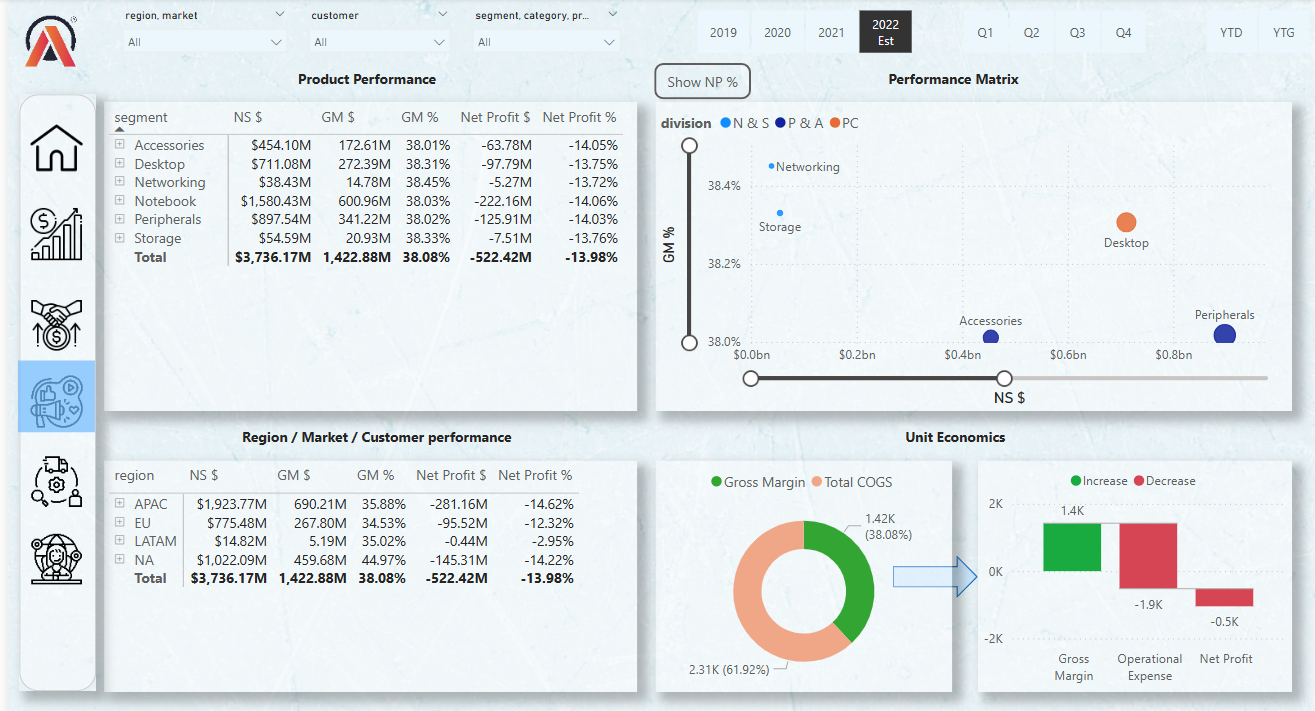 region, market
customer
segment, category, pr...
All
All
All
2019
2020
2021
2022
Est
Q1
Q2
Q3
Q4
YTD
YTG
Product Performance
segment NS $ GM $ GM % Net Profit $ Net Profit %
Accessories $454.10M 172.61M 38.01% -63.78M -14.05%
Desktop $711.08M 272.39M 38.31% -97.79M -13.75%
Networking $38.43M 14.78M 38.45% -5.27M -13.72%
Notebook $1,580.43M 600.96M 38.03% -222.16M -14.06%
Peripherals $897.54M 341.22M 38.02% -125.91M -14.03%
Storage $54.59M 20.93M 38.33% -7.51M -13.76%
Total $3,736.17M 1,422.88M 38.08% -522.42M -13.98%
Show NP %
Performance Matrix
division N & S P & A PC
GM %
38.4%
38.2%
38.0%
Networking
Storage
Desktop
Accessories
Peripherals
$0.0bn $0.2bn $0.4bn $0.6bn $0.8bn
NS $
Region / Market / Customer performance
region NS $ GM $ GM % Net Profit $ Net Profit %
APAC $1,923.77M 690.21M 35.88% -281.16M -14.62%
EU $775.48M 267.80M 34.53% -95.52M -12.32%
LATAM $14.82M 5.19M 35.02% -0.44M -2.95%
NA $1,022.09M 459.68M 44.97% -145.31M -14.22%
Total $3,736.17M 1,422.88M 38.08% -522.42M -13.98%
Unit Economics
Gross Margin Total COGS
1.42K
(38.08%)
2.31K (61.92%)
Increase Decrease
2K
0K
-2K
1.4K
-1.9K
-0.5K
Gross
Margin
Operational
Expense
Net Profit